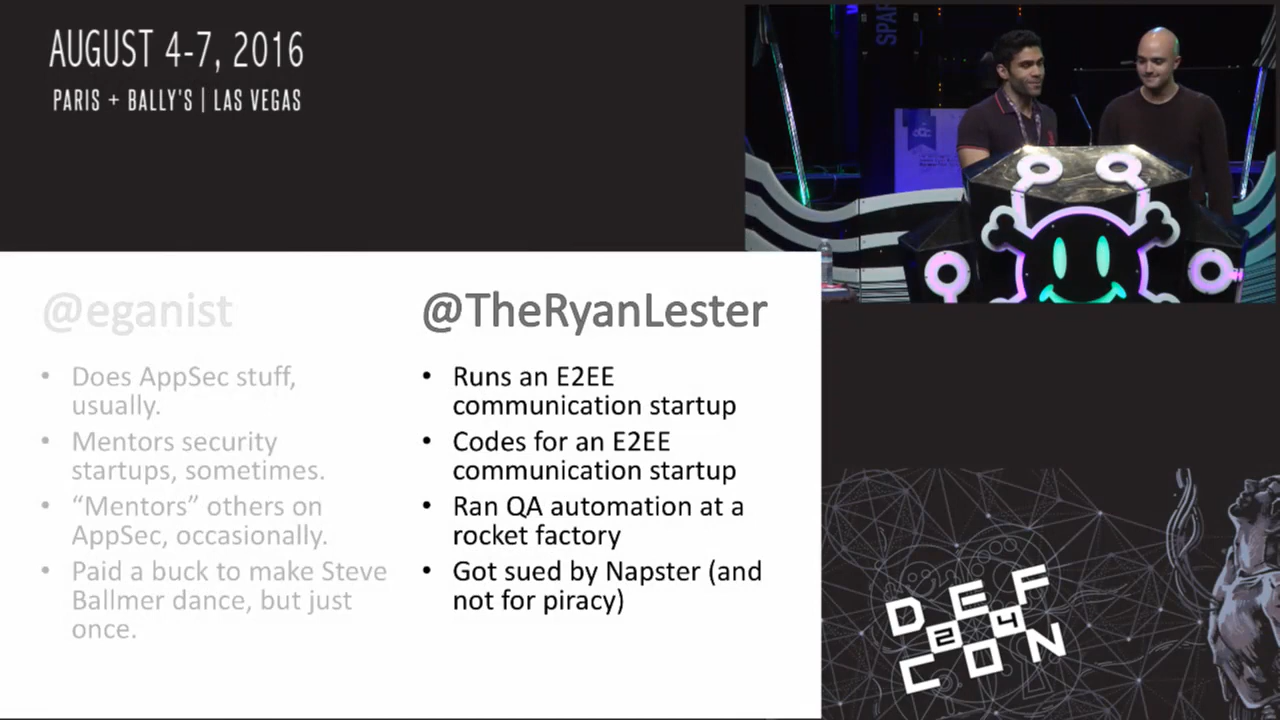 AUGUST 4-7, 2016
PARIS + BALLY'S | LAS VEGAS
SPAR
@eganist
• Does AppSec stuff,
usually.
• Mentors security
startups, sometimes.
• “Mentors” others on
AppSec, occasionally.
• Paid a buck to make Steve
Ballmer dance, but just
once.
@TheRyanLester
• Runs an E2EE
communication startup
• Codes for an E2EE
communication startup
• Ran QA automation at a
rocket factory
• Got sued by Napster (and
not for piracy)
DEF
24
CON